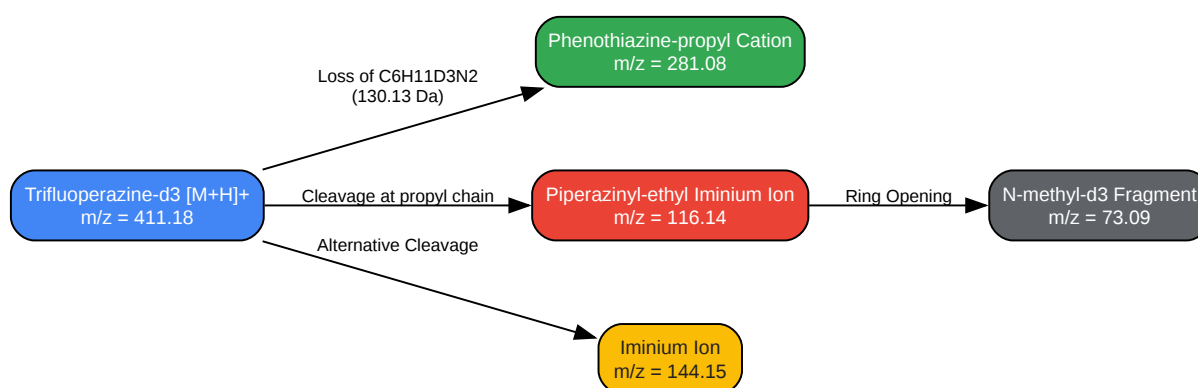 Phenothiazine-propyl Cation
m/z = 281.08
Loss of C6H11D3N2
(130.13 Da)
Trifluoperazine-d3 [M+H]+
m/z = 411.18
Cleavage at propyl chain
Piperazinyl-ethyl Iminium Ion
m/z = 116.14
Ring Opening
N-methyl-d3 Fragment
m/z = 73.09
Alternative Cleavage
Iminium Ion
m/z = 144.15